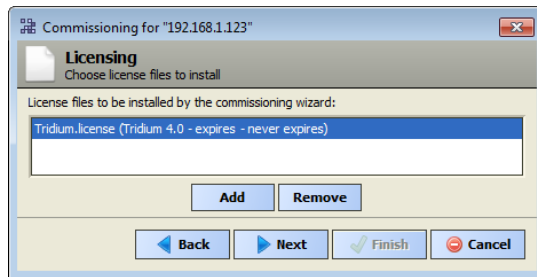 Commissioning for "192.168.1.123"
Licensing
Choose license files to install
License files to be installed by the commissioning wizard:
Tridium.license (Tridium 4.0 - expires - never expires)
Add Remove
Back Next Finish Cancel